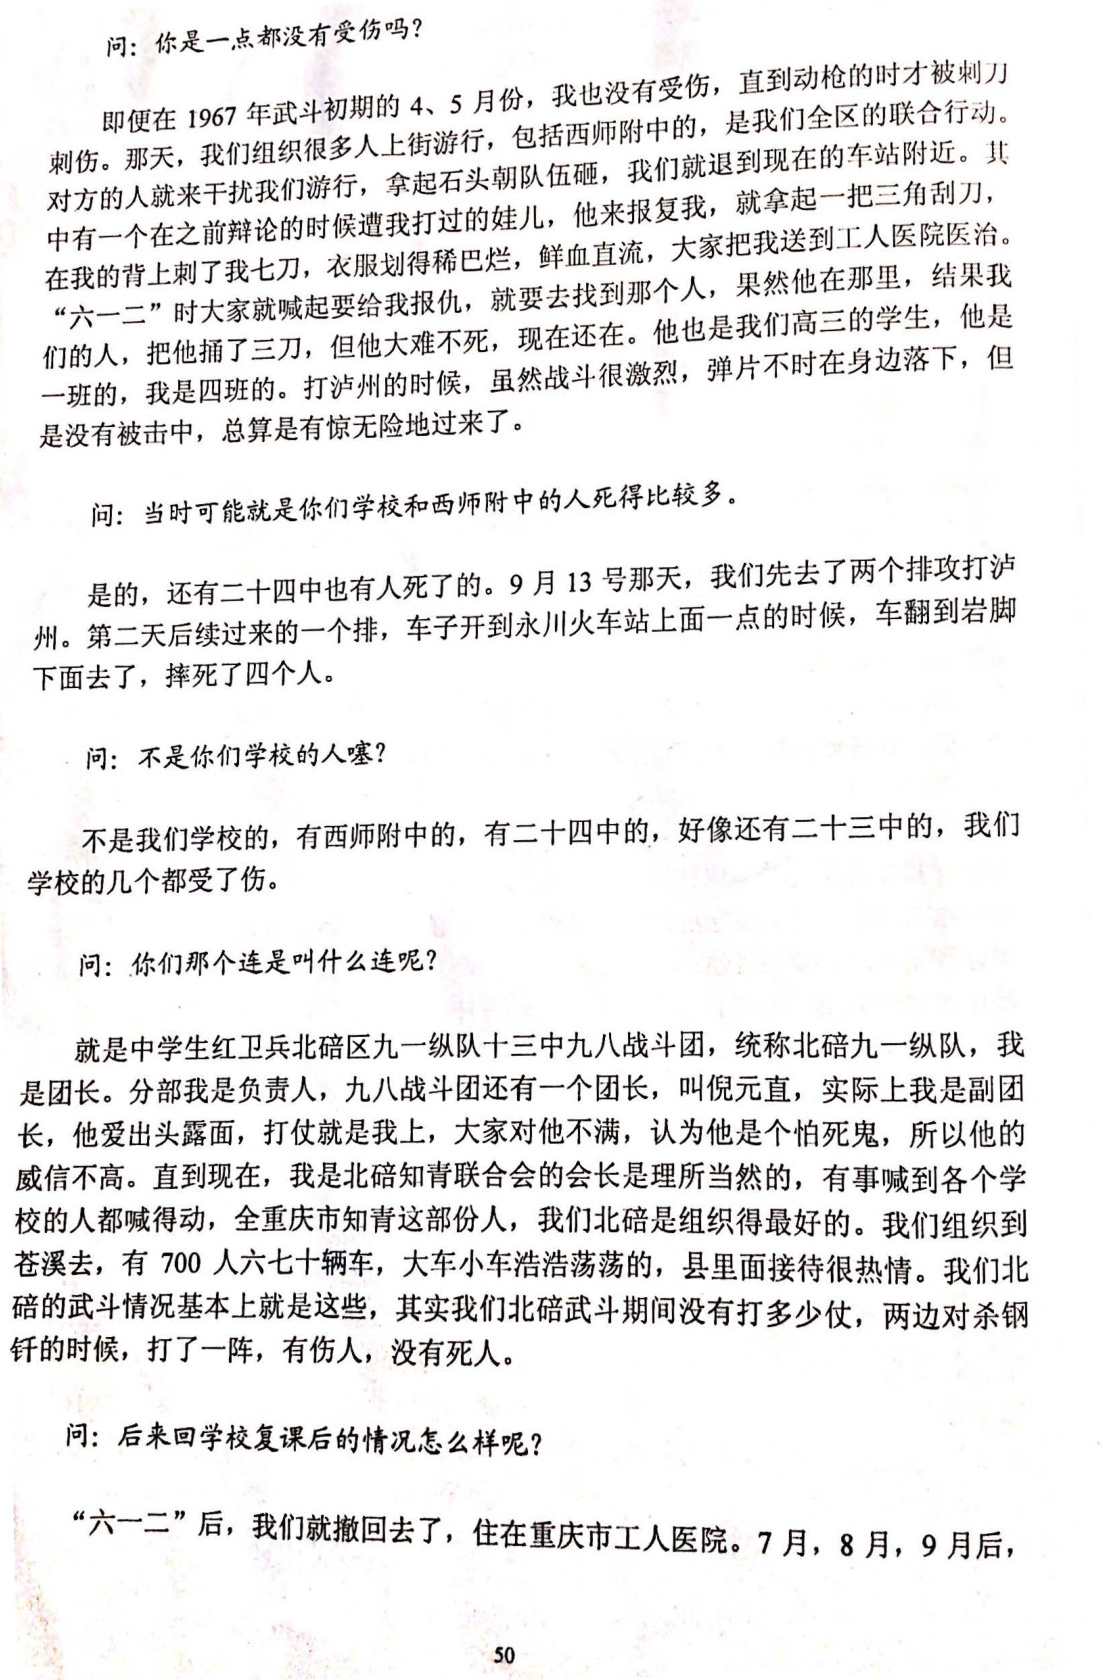 问：你是一点都没有受伤吗？
即便在 1967 年武斗初期的 4、5 月份，我也没有受伤，直到动枪的时才被刺刀
刺伤。那天，我们组织很多人上街游行，包括西师附中的，是我们全区的联合行动。
对方的人就来干扰我们游行，拿起石头朝队伍砸，我们就退到现在的车站附近。其
中有一个在之前辩论的时候遭我打过的娃儿，他来报复我，就拿起一把三角刮刀，
在我的背上刺了我七刀，衣服划得稀巴烂，鲜血直流，大家把我送到工人医院医治。
“六一二”时大家就喊起要给我报仇，就要去找到那个人，果然他在那里，结果我
们的人，把他捅了三刀，但他大难不死，现在还在。他也是我们高三的学生，他是
一班的，我是四班的。打泸州的时候，虽然战斗很激烈，弹片不时在身边落下，但
是没有被击中，总算是有惊无险地过来了。
问：当时可能就是你们学校和西师附中的人死得比较多。
是的，还有二十四中也有人死了的。9 月 13 号那天，我们先去了两个排攻打泸
州。第二天后续过来的一个排，车子开到永川火车站上面一点的时候，车翻到岩脚
下面去了，摔死了四个人。
问：不是你们学校的人噻？
不是我们学校的，有西师附中的，有二十四中的，好像还有二十三中的，我们
学校的几个都受了伤。
问：你们那个连是叫什么连呢？
就是中学生红卫兵北碚区九一纵队十三中九八战斗团，统称北碚九一纵队，我
是团长。分部我是负责人，九八战斗团还有一个团长，叫倪元直，实际上我是副团
长，他爱出头露面，打仗就是我上，大家对他不满，认为他是个怕死鬼，所以他的
威信不高。直到现在，我是北碚知青联合会的会长是理所当然的，有事喊到各个学
校的人都喊得动，全重庆市知青这部份人，我们北碚是组织得最好的。我们组织到
苍溪去，有 700 人六七十辆车，大车小车浩浩荡荡的，县里面接待很热情。我们北
碚的武斗情况基本上就是这些，其实我们北碚武斗期间没有打多少仗，两边对杀钢
钎的时候，打了一阵，有伤人，没有死人。
问：后来回学校复课后的情况怎么样呢？
“六一二”后，我们就撤回去了，住在重庆市工人医院。7 月，8 月，9 月后，
50